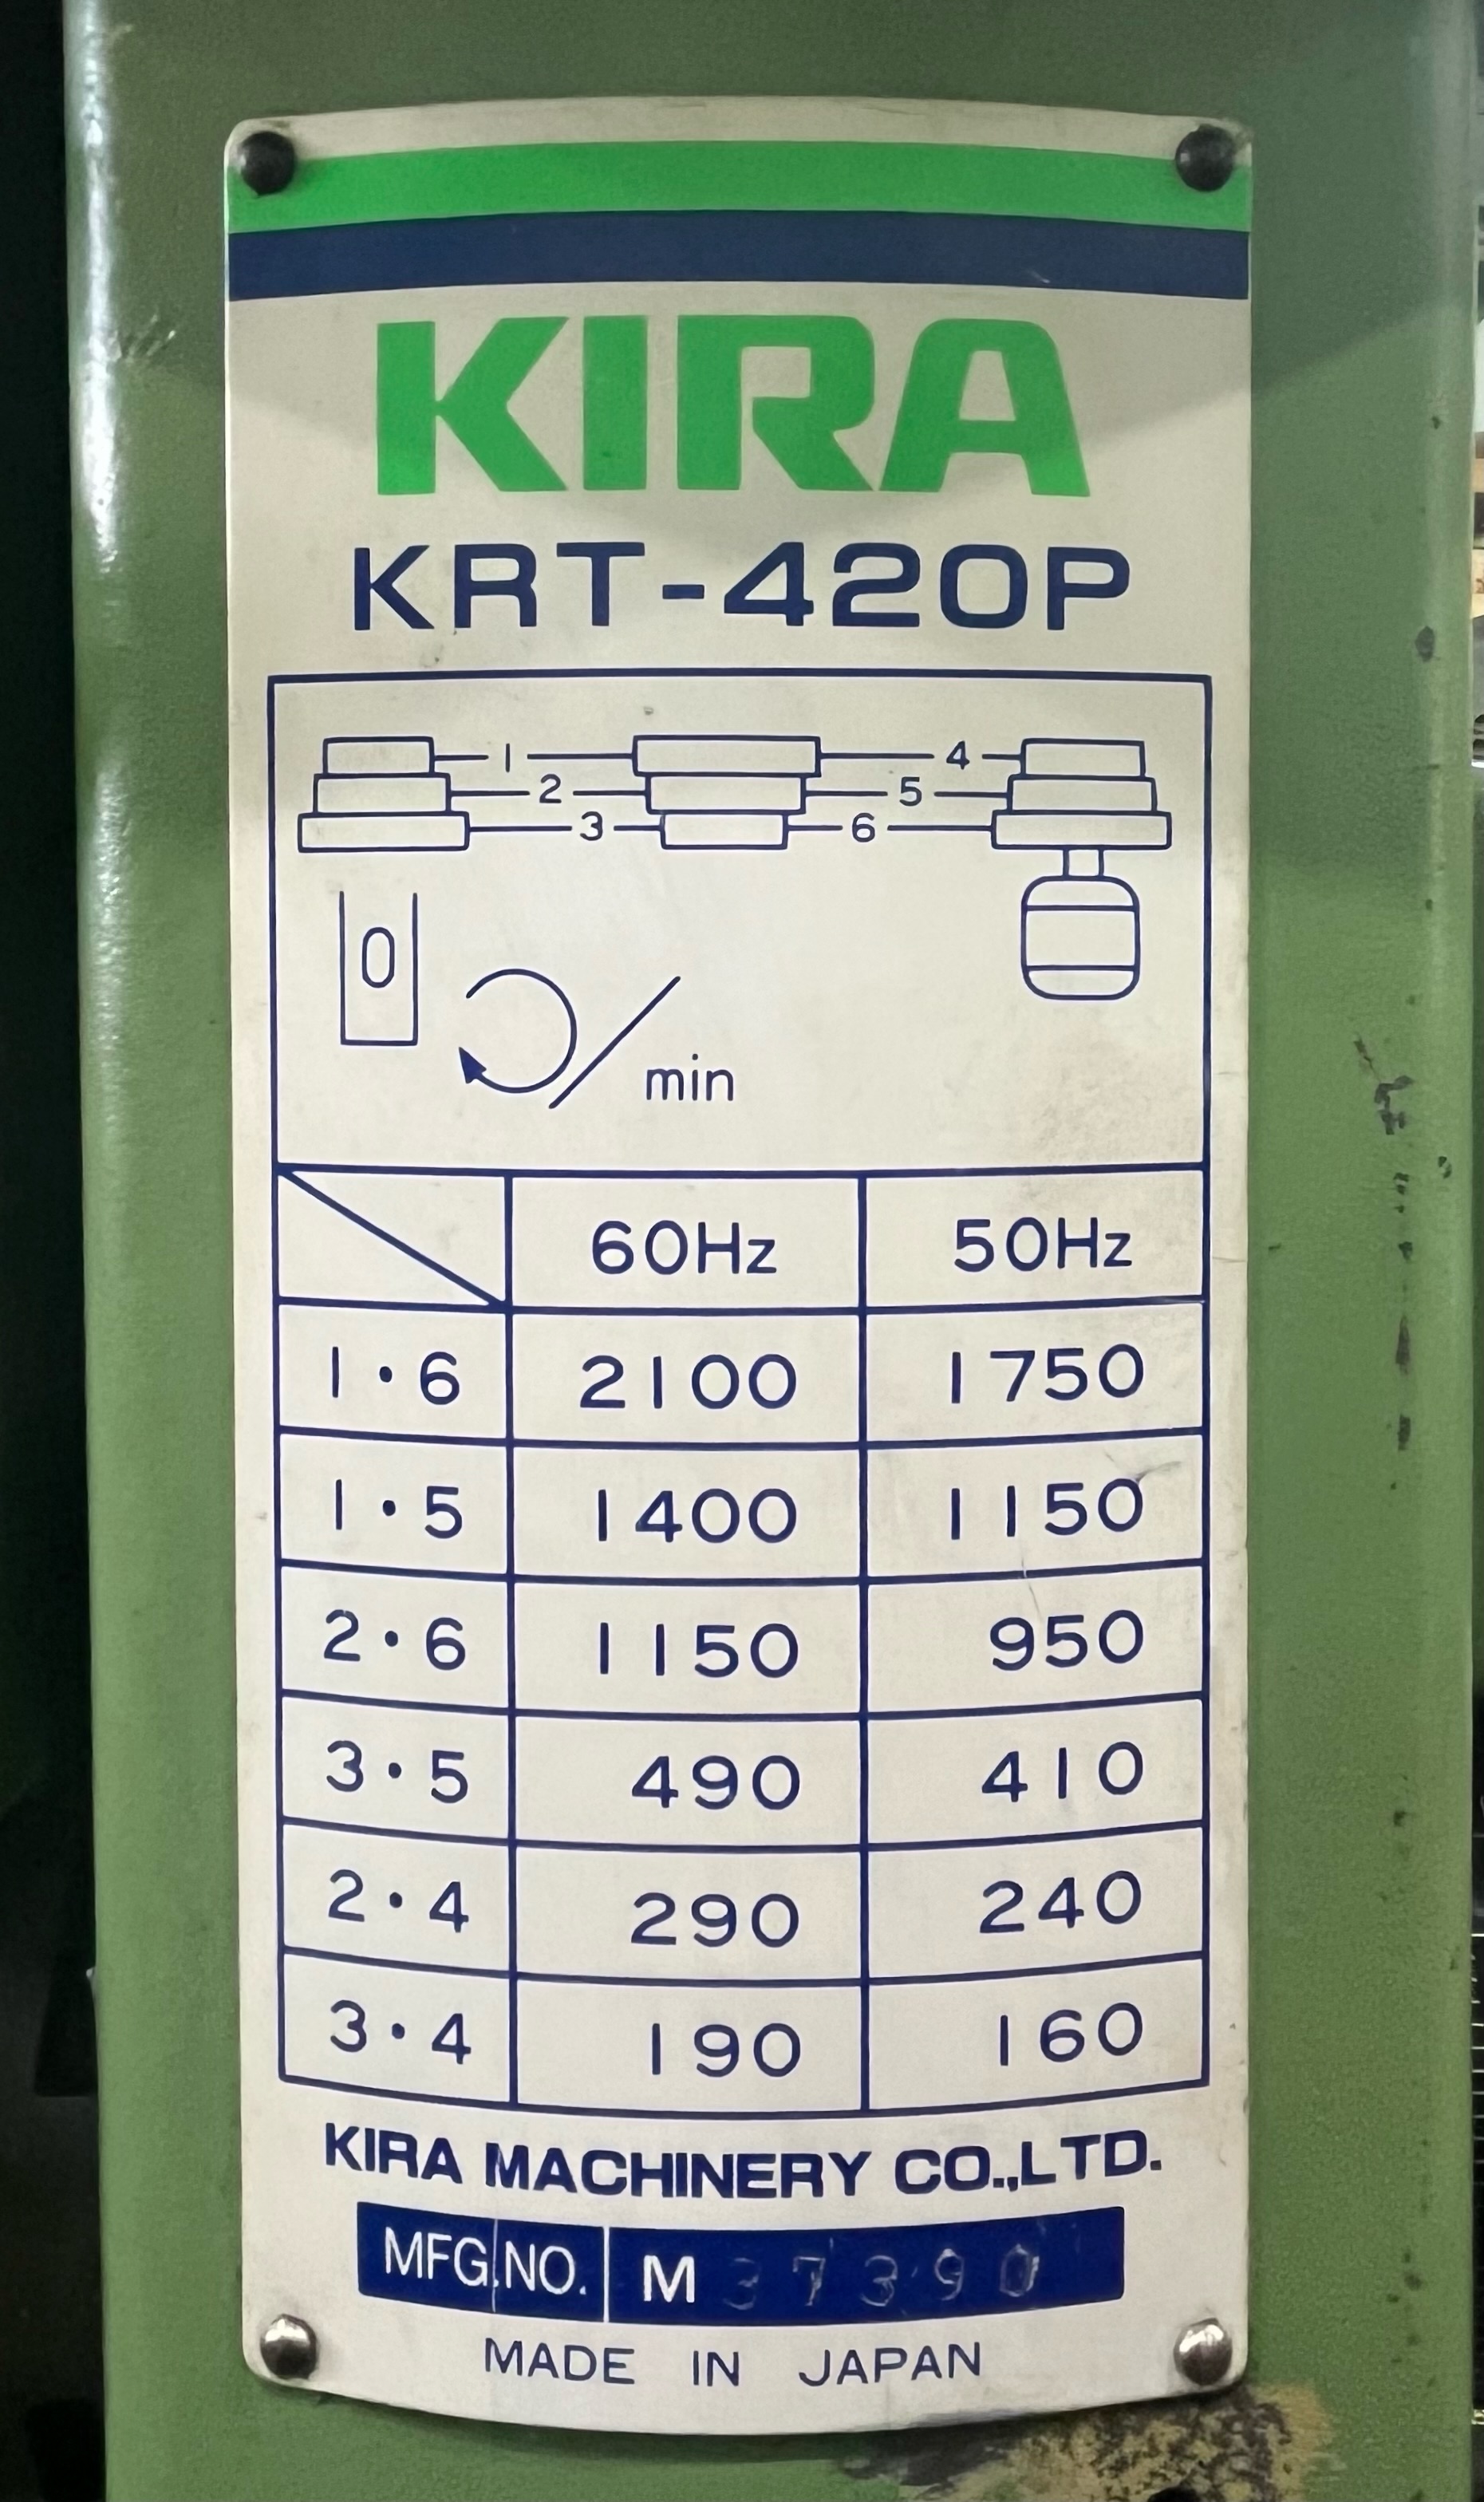 KIRA
KRT-420P
1 4
2 5
3 6
0
min
60Hz 50Hz
1·6 2100 1750
1·5 1400 1150
2·6 1150 950
3·5 490 410
2·4 290 240
3·4 190 160
KIRA MACHINERY CO.,LTD.
MFG.NO. M 37390
MADE IN JAPAN